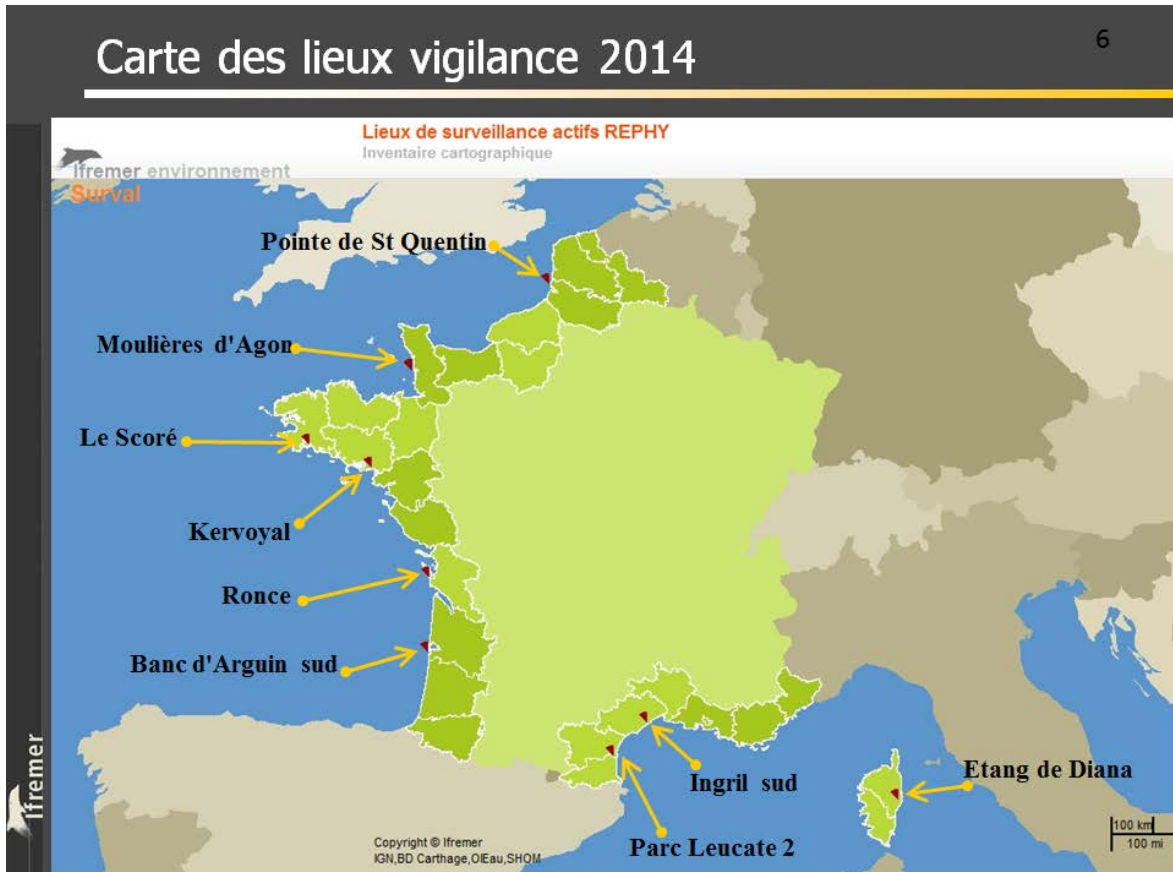 Carte des lieux vigilance 2014
6
Lieux de surveillance actifs REPHY
Inventaire cartographique
Ifremer environnement
Surval
Pointe de St Quentin
Moulières d'Agon
Le Scoré
Kervoyal
Ronce
Banc d'Arguin sud
Ingril sud
Etang de Diana
Parc Leucate 2
100 km
100 mi
Copyright © Ifremer
IGN,BD Carthage,OIEau,SHOM
Ifremer